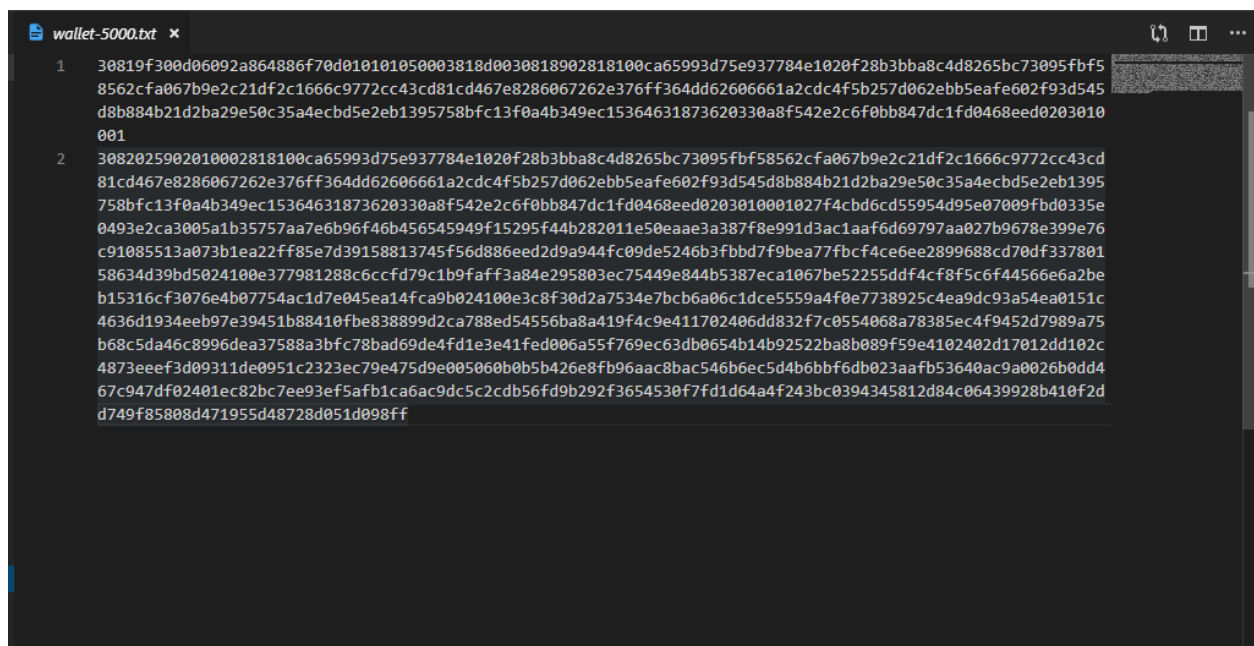 wallet-5000.txt
1 30819f300d06092a864886f70d010101050003818d0030818902818100ca65993d75e937784e1020f28b3bba8c4d8265bc73095fbf5
8562cfa067b9e2c21df2c1666c9772cc43cd81cd467e8286067262e376ff364dd62606661a2cdc4f5b257d062ebb5eafe602f93d545
d8b884b21d2ba29e50c35a4ecbd5e2eb1395758bfc13f0a4b349ec15364631873620330a8f542e2c6f0bb847dc1fd0468eed0203010
001
2 3082025902010002818100ca65993d75e937784e1020f28b3bba8c4d8265bc73095fbf58562cfa067b9e2c21df2c1666c9772cc43cd
81cd467e8286067262e376ff364dd62606661a2cdc4f5b257d062ebb5eafe602f93d545d8b884b21d2ba29e50c35a4ecbd5e2eb1395
758bfc13f0a4b349ec15364631873620330a8f542e2c6f0bb847dc1fd0468eed0203010001027f4cbd6cd55954d95e07009fbd0335e
0493e2ca3005a1b35757aa7e6b96f46b456545949f15295f44b282011e50eaae3a387f8e991d3ac1aaf6d69797aa027b9678e399e76
c91085513a073b1ea22ff85e7d39158813745f56d886eed2d9a944fc09de5246b3fbbd7f9bea77fbcf4ce6ee2899688cd70df337801
58634d39bd5024100e377981288c6ccfd79c1b9faff3a84e295803ec75449e844b5387eca1067be52255ddf4cf8f5c6f44566e6a2be
b15316cf3076e4b07754ac1d7e045ea14fca9b024100e3c8f30d2a7534e7bcb6a06c1dce5559a4f0e7738925c4ea9dc93a54ea0151c
4636d1934eeb97e39451b88410fbe838899d2ca788ed54556ba8a419f4c9e411702406dd832f7c0554068a78385ec4f9452d7989a75
b68c5da46c8996dea37588a3bfc78bad69de4fd1e3e41fed006a55f769ec63db0654b14b92522ba8b089f59e4102402d17012dd102c
4873eeef3d09311de0951c2323ec79e475d9e005060b0b5b426e8fb96aac8bac546b6ec5d4b6bbf6db023aafb53640ac9a0026b0dd4
67c947df02401ec82bc7ee93ef5afb1ca6ac9dc5c2cdb56fd9b292f3654530f7fd1d64a4f243bc0394345812d84c06439928b410f2d
d749f85808d471955d48728d051d098ff